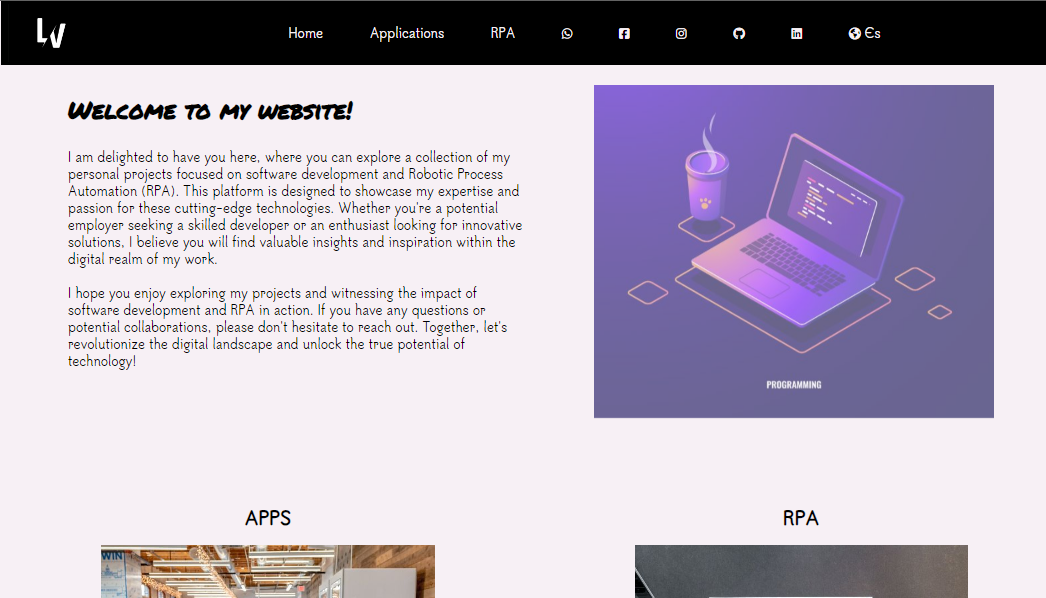 LV
Home Applications RPA Es
Welcome to my website!
I am delighted to have you here, where you can explore a collection of my
personal projects focused on software development and Robotic Process
Automation (RPA). This platform is designed to showcase my expertise and
passion for these cutting-edge technologies. Whether you're a potential
employer seeking a skilled developer or an enthusiast looking for innovative
solutions, I believe you will find valuable insights and inspiration within the
digital realm of my work.
I hope you enjoy exploring my projects and witnessing the impact of
software development and RPA in action. If you have any questions or
potential collaborations, please don't hesitate to reach out. Together, let's
revolutionize the digital landscape and unlock the true potential of
technology!
PROGRAMMING
APPS
RPA
WIN